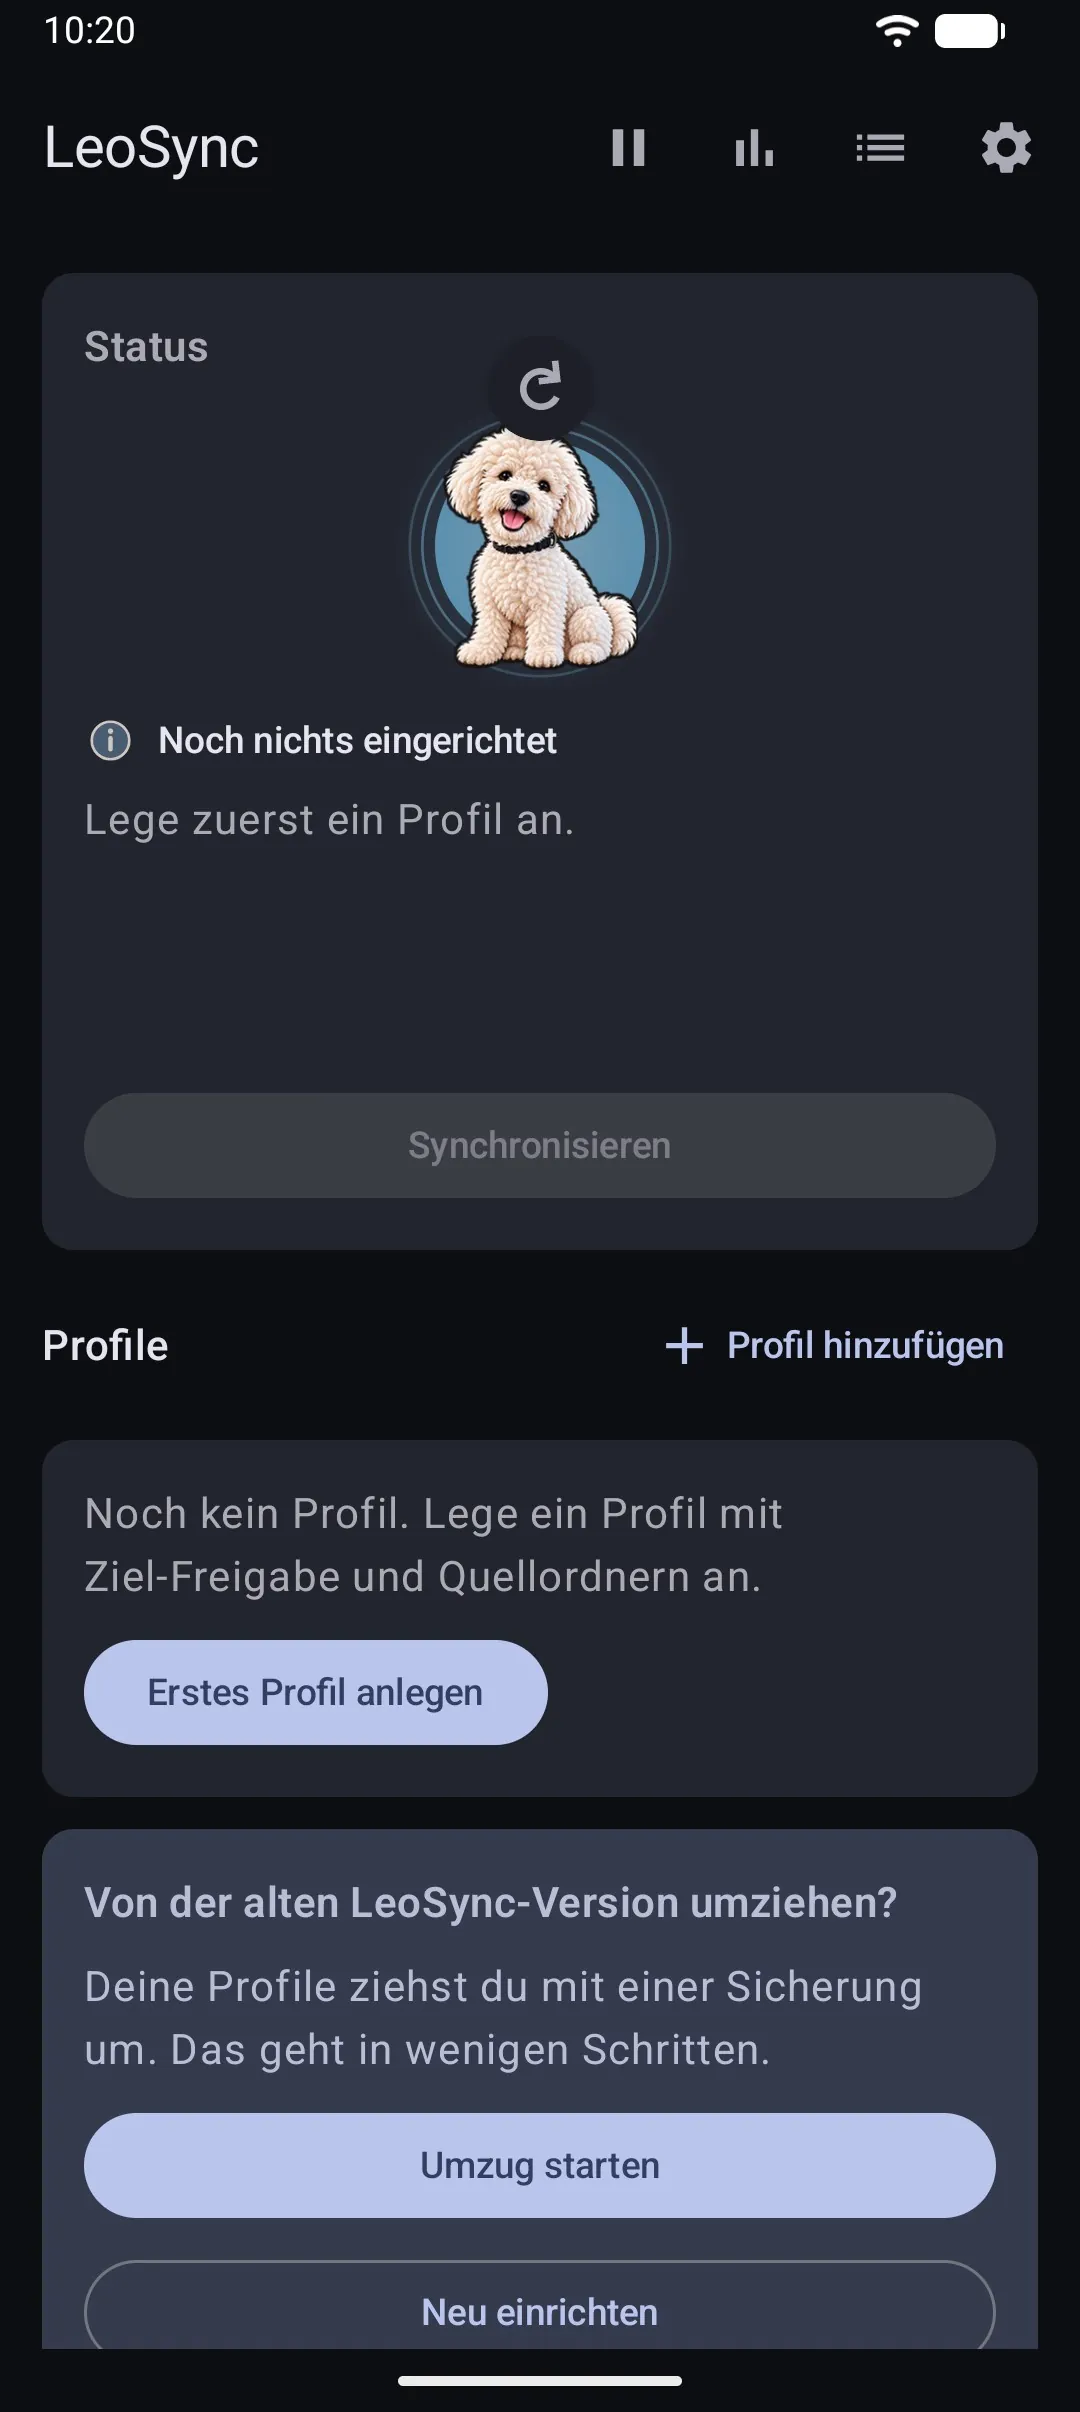 10:20
LeoSync
Status
Noch nichts eingerichtet
Lege zuerst ein Profil an.
Synchronisieren
Profile
Profil hinzufügen
Noch kein Profil. Lege ein Profil mit
Ziel-Freigabe und Quellordnern an.
Erstes Profil anlegen
Von der alten LeoSync-Version umziehen?
Deine Profile ziehst du mit einer Sicherung
um. Das geht in wenigen Schritten.
Umzug starten
Neu einrichten